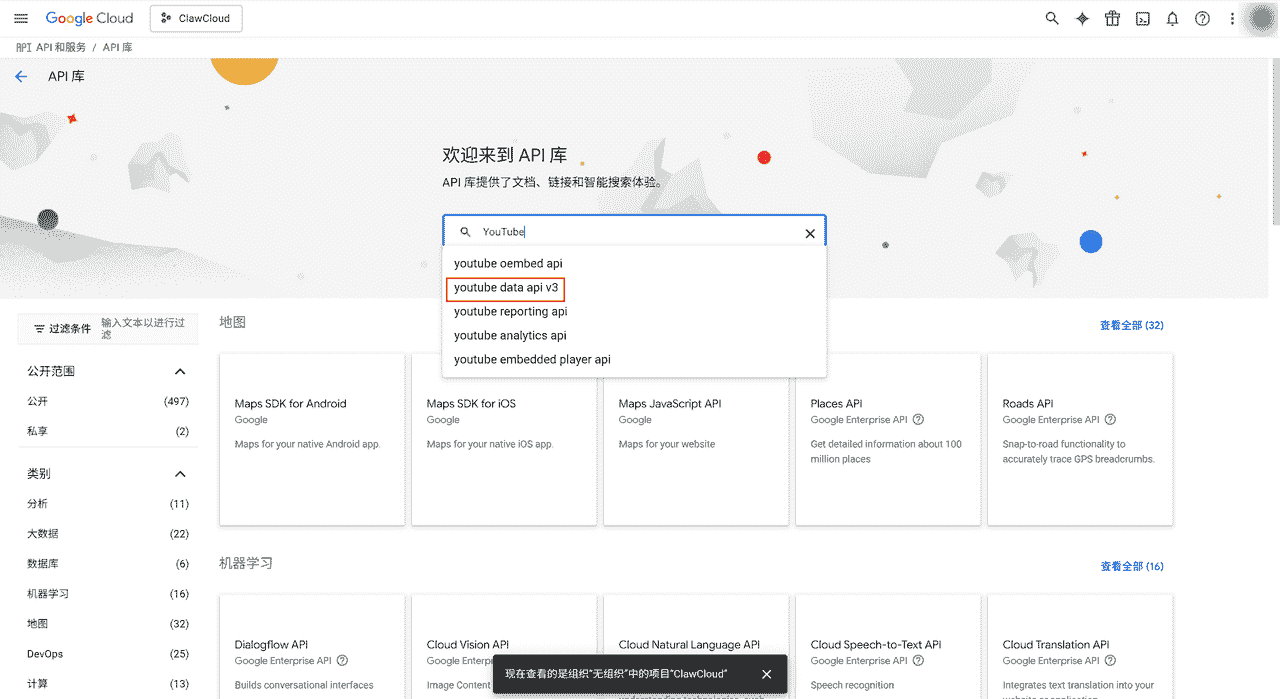 Google Cloud
ClawCloud
API API 和服务 / API 库
API 库
欢迎来到 API 库
API 库提供了文档、链接和智能搜索体验。
YouTube
youtube oembed api
youtube data api v3
youtube reporting api
youtube analytics api
youtube embedded player api
过滤条件
输入文本以进行过滤
公开范围
公开 (497)
私享 (2)
类别
分析 (11)
大数据 (22)
数据库 (6)
机器学习 (16)
地图 (32)
DevOps (25)
计算 (13)
地图
查看全部 (32)
Maps SDK for Android
Google
Maps for your native Android app.
Maps SDK for iOS
Google
Maps for your native iOS app.
Maps JavaScript API
Google
Maps for your website
Places API
Google Enterprise API
Get detailed information about 100
million places
Roads API
Google Enterprise API
Snap-to-road functionality to
accurately trace GPS breadcrumbs.
机器学习
查看全部 (16)
Dialogflow API
Google Enterprise API
Builds conversational interfaces
Cloud Vision API
Google Enterp
Image Content
Cloud Natural Language API
Cloud Speech-to-Text API
Google Enterprise API
Speech recognition
Cloud Translation API
Google Enterprise API
Integrates text translation into your
website or application
现在查看的是组织"无组织"中的项目"ClawCloud"